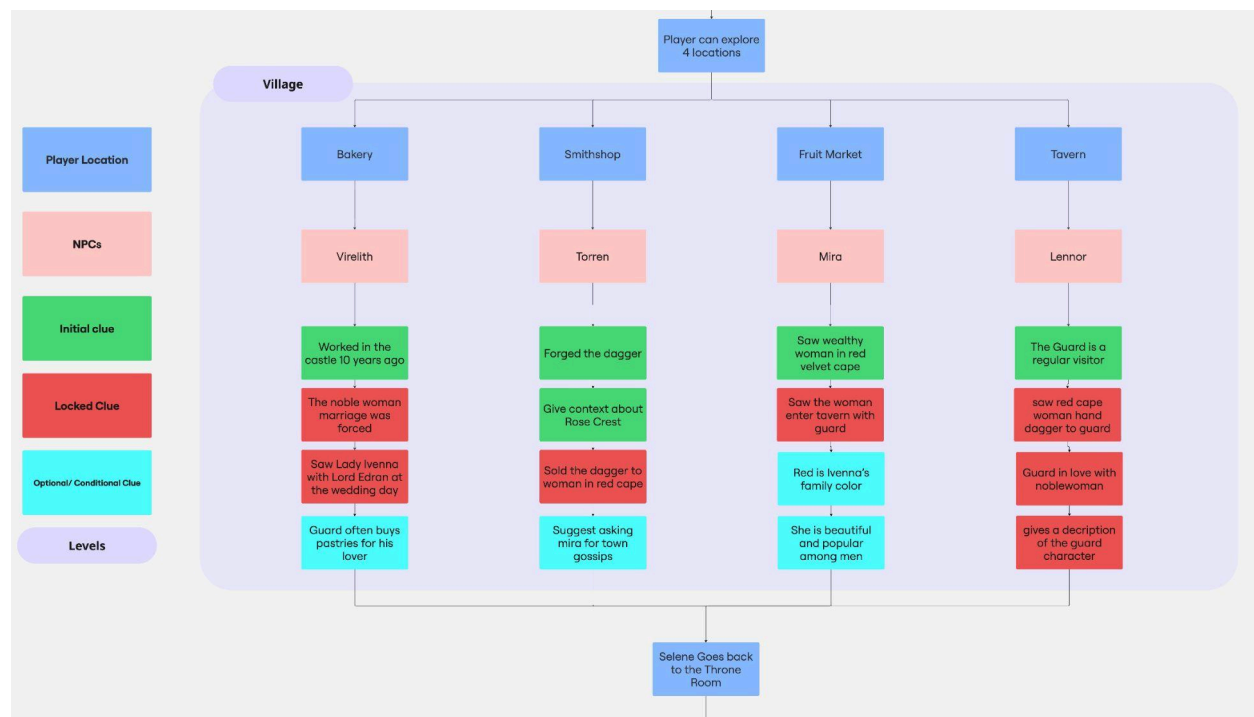 Player can explore
4 locations
Village
Player Location
NPCs
Initial clue
Locked Clue
Optional/ Conditional Clue
Levels
Bakery
Smithshop
Fruit Market
Tavern
Virelith
Torren
Mira
Lennor
Worked in the
castle 10 years ago
Forged the dagger
Saw wealthy
woman in red
velvet cape
The Guard is a
regular visitor
The noble woman
marriage was
forced
Give context about
Rose Crest
Saw the woman
enter tavern with
guard
saw red cape
woman hand
dagger to guard
Saw Lady Ivenna
with Lord Edran at
the wedding day
Sold the dagger to
woman in red cape
Red is Ivenna's
family color
Guard in love with
noblewoman
Guard often buys
pastries for his
lover
Suggest asking
mira for town
gossips
She is beautiful
and popular
among men
gives a decription
of the guard
character
Selene Goes back
to the Throne
Room